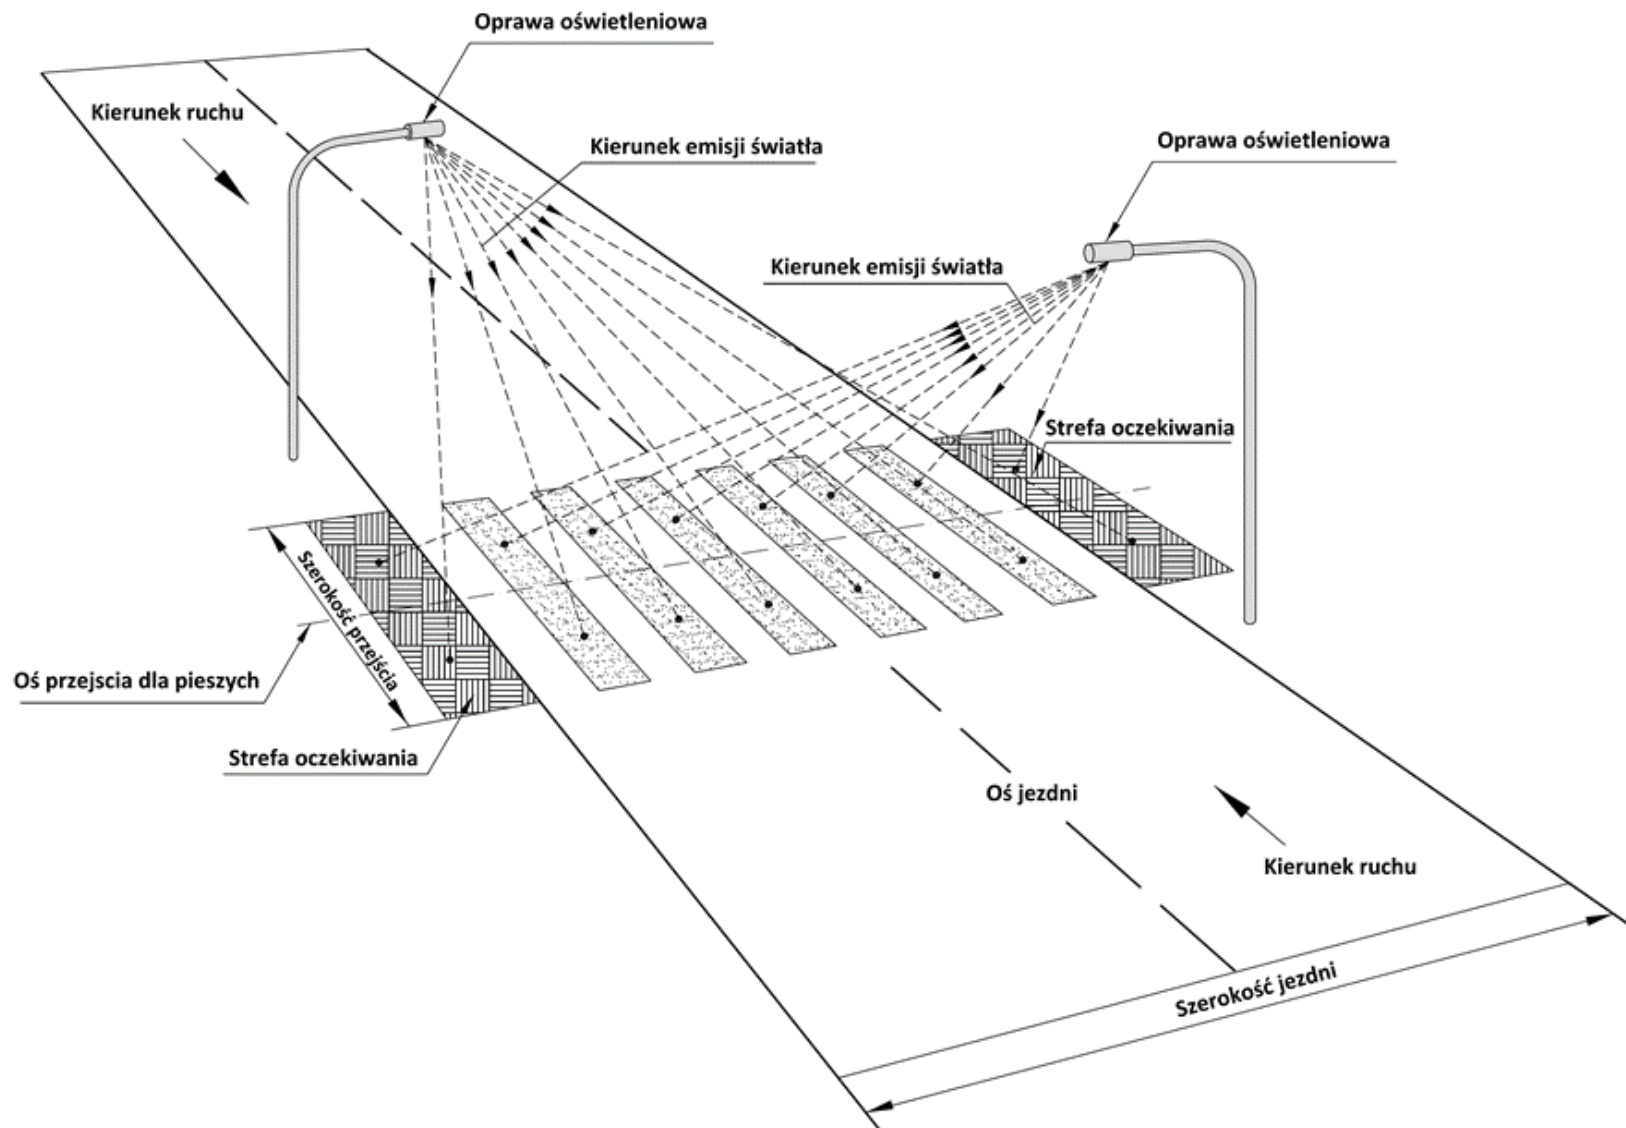 Oprawa oświetleniowa
Kierunek ruchu
Kierunek emisji światła
Oprawa oświetleniowa
Kierunek emisji światła
Strefa oczekiwania
Szerokość przejścia
Oś przejscia dla pieszych
Strefa oczekiwania
Oś jezdni
Kierunek ruchu
Szerokość jezdni